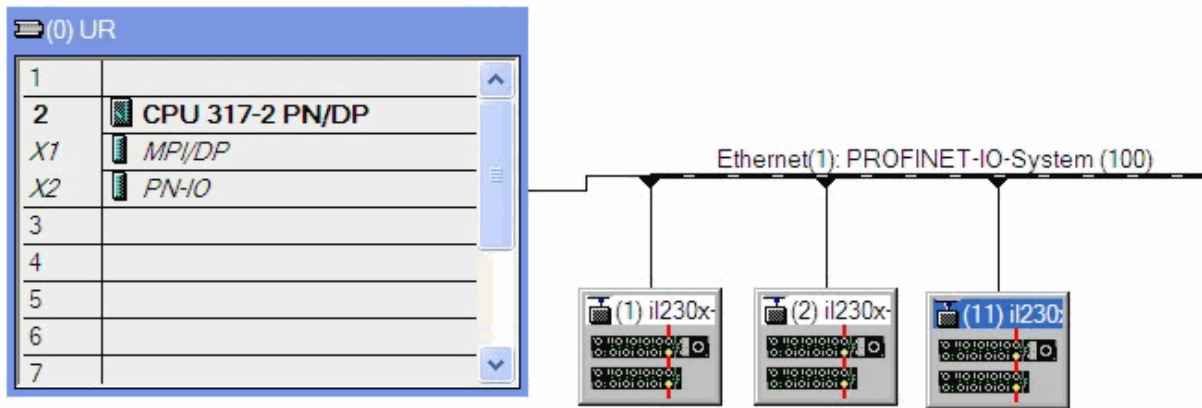 (0) UR
1
2 CPU 317-2 PN/DP
X1 MPI/DP
X2 PN-IO
3
4
5
6
7
Ethernet(1): PROFINET-IO-System (100)
(1) il230x-
(2) il230x-
(11) il230